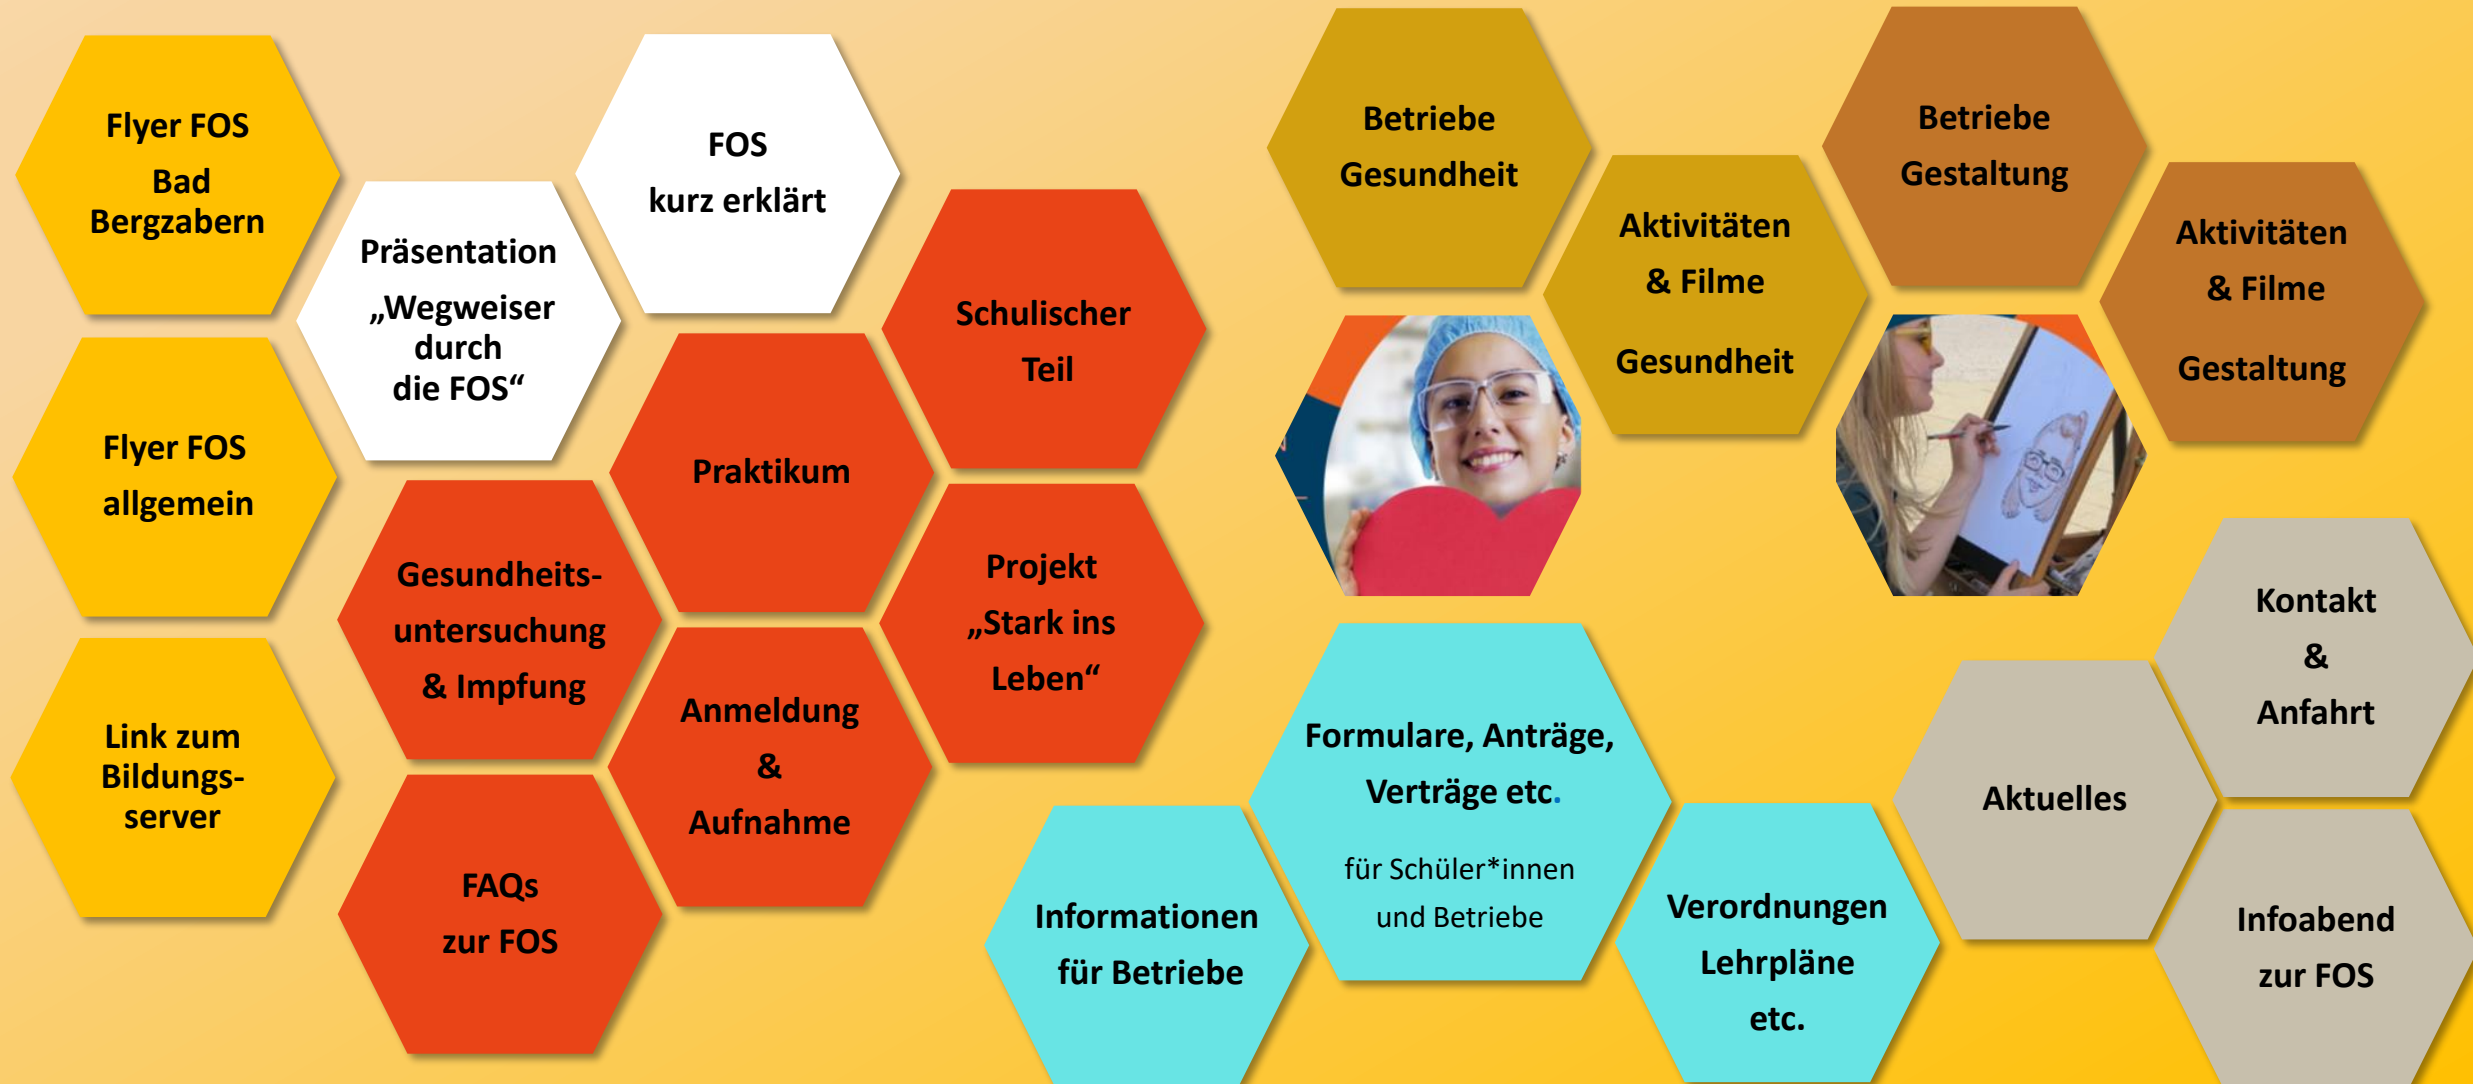 Flyer FOS
Bad
Bergzabern
Präsentation
„Wegweiser
durch
die FOS“
FOS
kurz erklärt
Schulischer
Teil
Flyer FOS
allgemein
Praktikum
Gesundheits-
untersuchung
& Impfung
Projekt
„Stark ins
Leben“
Link zum
Bildungs-
server
Anmeldung
&
Aufnahme
FAQs
zur FOS
Betriebe
Gesundheit
Aktivitäten
& Filme
Gesundheit
Betriebe
Gestaltung
Aktivitäten
& Filme
Gestaltung
Formulare, Anträge,
Verträge etc.
für Schüler*innen
und Betriebe
Informationen
für Betriebe
Verordnungen
Lehrpläne
etc.
Kontakt
&
Anfahrt
Aktuelles
Infoabend
zur FOS